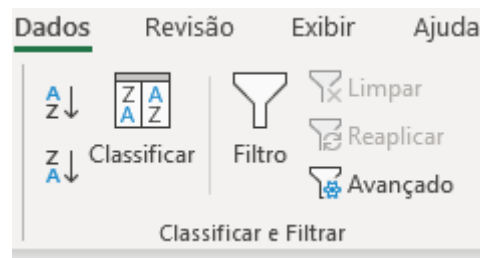 Dados Revisão Exibir Ajuda
A Z
Z A
Z A
A Z
Classificar
Filtro
Limpar
Reaplicar
Avançado
Classificar e Filtrar